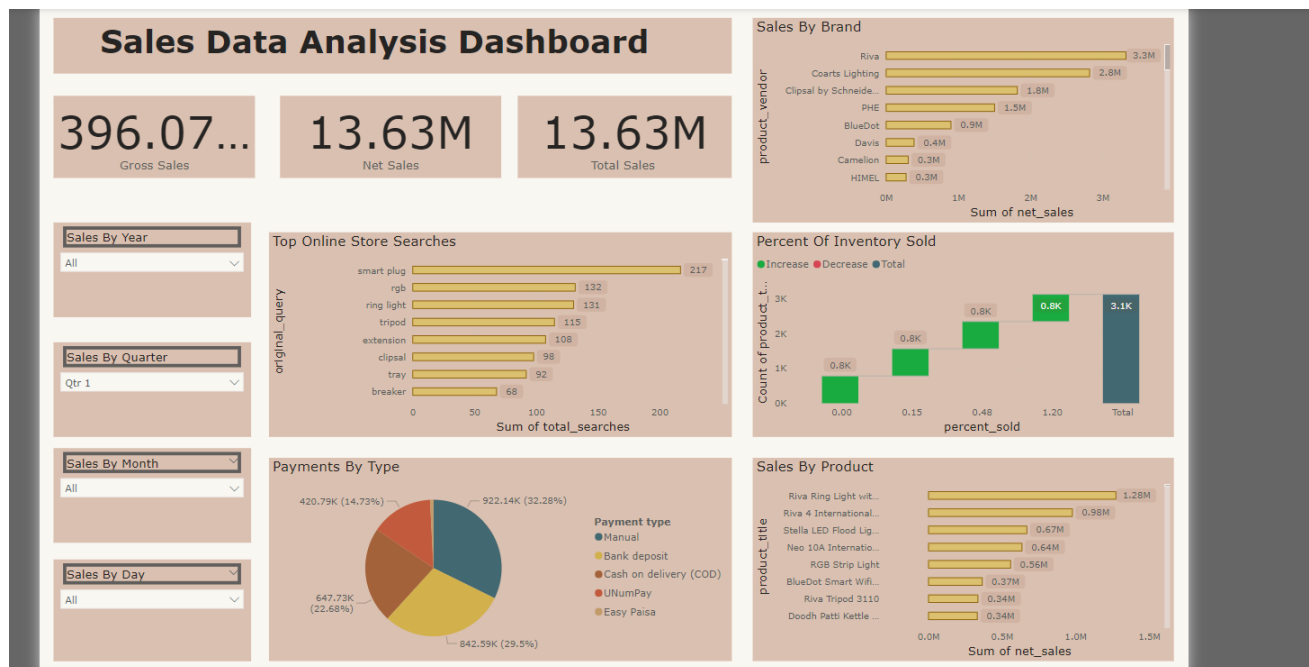 Sales Data Analysis Dashboard
396.07...
Gross Sales
13.63M
Net Sales
13.63M
Total Sales
Sales By Year
All
Sales By Quarter
Qtr 1
Sales By Month
All
Sales By Day
All
Top Online Store Searches
original_query
smart plug 217
rgb 132
ring light 131
tripod 115
extension 108
clipsal 98
tray 92
breaker 68
0 50 100 150 200
Sum of total_searches
Payments By Type
420.79K (14.73%)
922.14K (32.28%)
647.73K
(22.68%)
842.59K (29.5%)
Payment type
Manual
Bank deposit
Cash on delivery (COD)
UNumPay
Easy Paisa
Sales By Brand
product_vendor
Riva 3.3M
Coarts Lighting 2.8M
Clipsal by Schneide... 1.8M
PHE 1.5M
BlueDot 0.9M
Davis 0.4M
Camelion 0.3M
HIMEL 0.3M
0M 1M 2M 3M
Sum of net_sales
Percent Of Inventory Sold
Increase Decrease Total
Count of product_t...
3K
2K
1K
0K
0.8K
0.8K
0.8K
0.8K
3.1K
0.00 0.15 0.48 1.20 Total
percent_sold
Sales By Product
product_title
Riva Ring Light wit... 1.28M
Riva 4 International... 0.98M
Stella LED Flood Lig... 0.67M
Neo 10A Internatio... 0.64M
RGB Strip Light 0.56M
BlueDot Smart Wifi... 0.37M
Riva Tripod 3110 0.34M
Doodh Patti Kettle ... 0.34M
0.0M 0.5M 1.0M 1.5M
Sum of net_sales